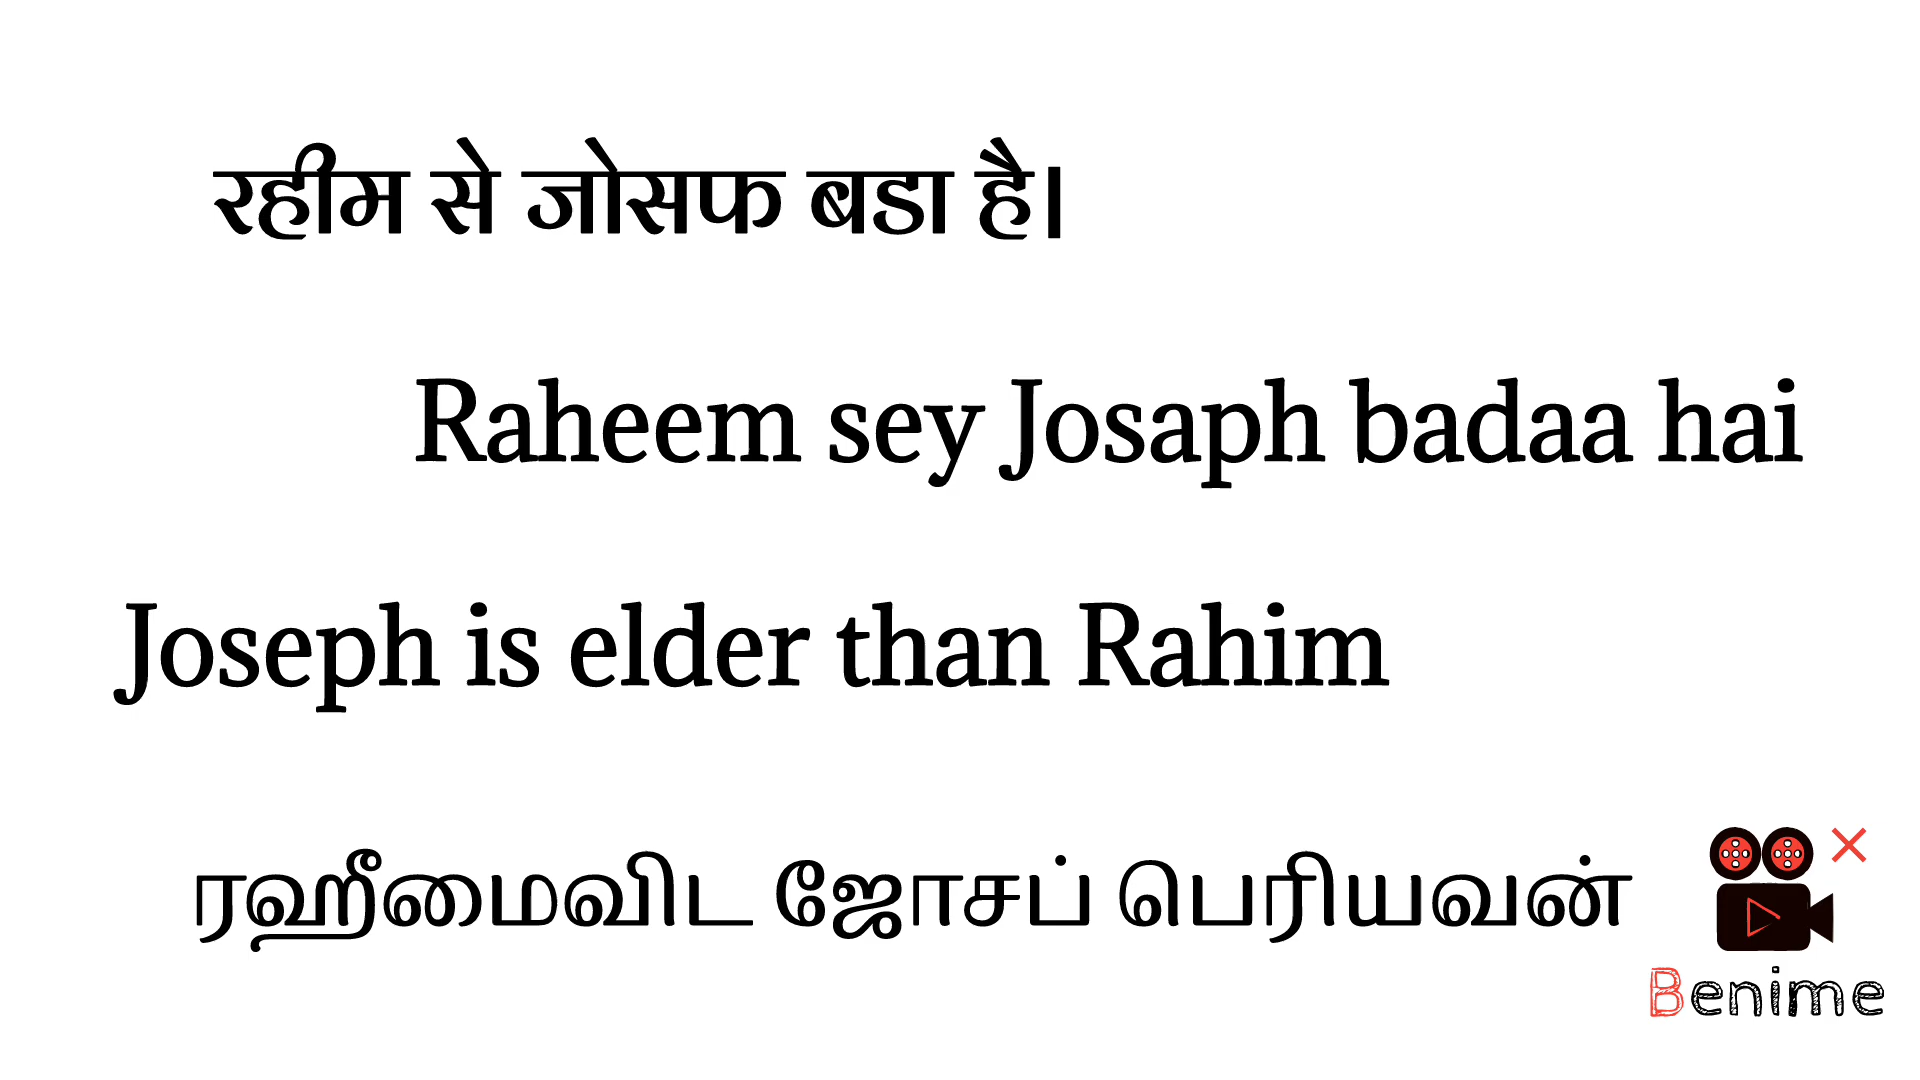 रहीम से जोसफ बडा है।
Raheem sey Josaph badaa hai
Joseph is elder than Rahim
ரஹீமைவிட ஜோசப் பெரியவன்
Benime